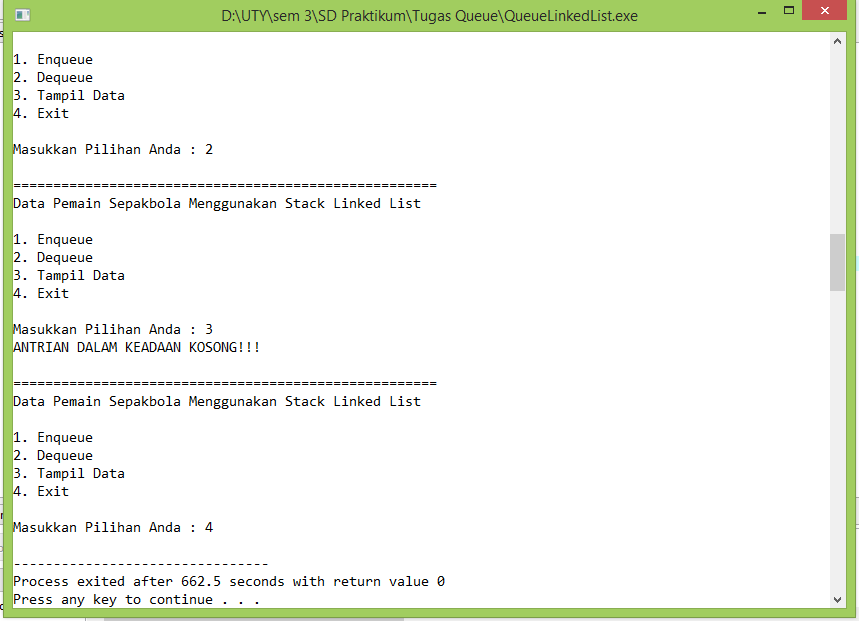 D:\UTY\sem 3\SD Praktikum\Tugas Queue\QueueLinkedList.exe
1. Enqueue
2. Dequeue
3. Tampil Data
4. Exit
Masukkan Pilihan Anda : 2
=====================================================
Data Pemain Sepakbola Menggunakan Stack Linked List
1. Enqueue
2. Dequeue
3. Tampil Data
4. Exit
Masukkan Pilihan Anda : 3
ANTRIAN DALAM KEADAAN KOSONG!!!
=====================================================
Data Pemain Sepakbola Menggunakan Stack Linked List
1. Enqueue
2. Dequeue
3. Tampil Data
4. Exit
Masukkan Pilihan Anda : 4
--------------------------------
Process exited after 662.5 seconds with return value 0
Press any key to continue . . .